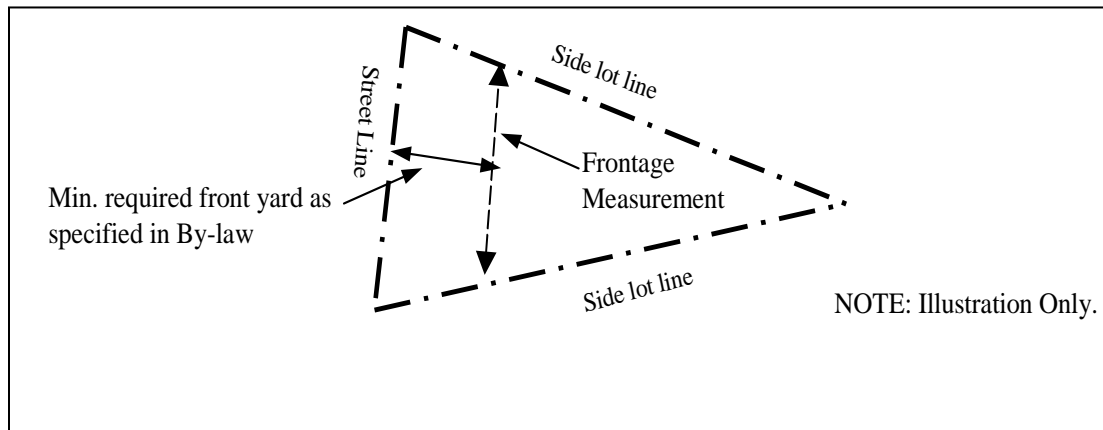 Side lot line
Street Line
Frontage
Measurement
Min. required front yard as
specified in By-law
Side lot line
NOTE: Illustration Only.